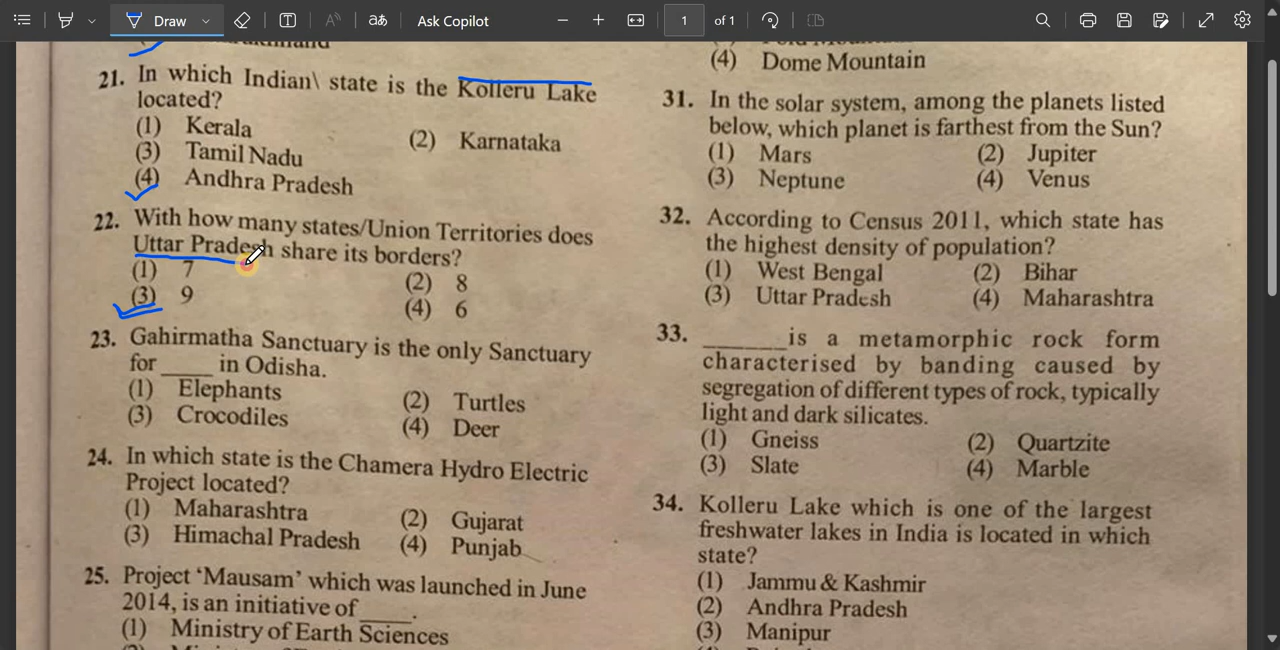 Draw
Ask Copilot
1
of 1
21. In which Indian\ state is the Kolleru Lake
located?
(1) Kerala
(2) Karnataka
(3) Tamil Nadu
(4) Andhra Pradesh
22. With how many states/Union Territories does
Uttar Pradesh share its borders?
(1) 7
(2) 8
(3) 9
(4) 6
23. Gahirmatha Sanctuary is the only Sanctuary
for ____ in Odisha.
(1) Elephants
(2) Turtles
(3) Crocodiles
(4) Deer
24. In which state is the Chamera Hydro Electric
Project located?
(1) Maharashtra
(2) Gujarat
(3) Himachal Pradesh
(4) Punjab
25. Project ‘Mausam’ which was launched in June
2014, is an initiative of ____.
(1) Ministry of Earth Sciences
(4) Dome Mountain
31. In the solar system, among the planets listed
below, which planet is farthest from the Sun?
(1) Mars
(2) Jupiter
(3) Neptune
(4) Venus
32. According to Census 2011, which state has
the highest density of population?
(1) West Bengal
(2) Bihar
(3) Uttar Pradesh
(4) Maharashtra
33. ______ is a metamorphic rock form
characterised by banding caused by
segregation of different types of rock, typically
light and dark silicates.
(1) Gneiss
(2) Quartzite
(3) Slate
(4) Marble
34. Kolleru Lake which is one of the largest
freshwater lakes in India is located in which
state?
(1) Jammu & Kashmir
(2) Andhra Pradesh
(3) Manipur